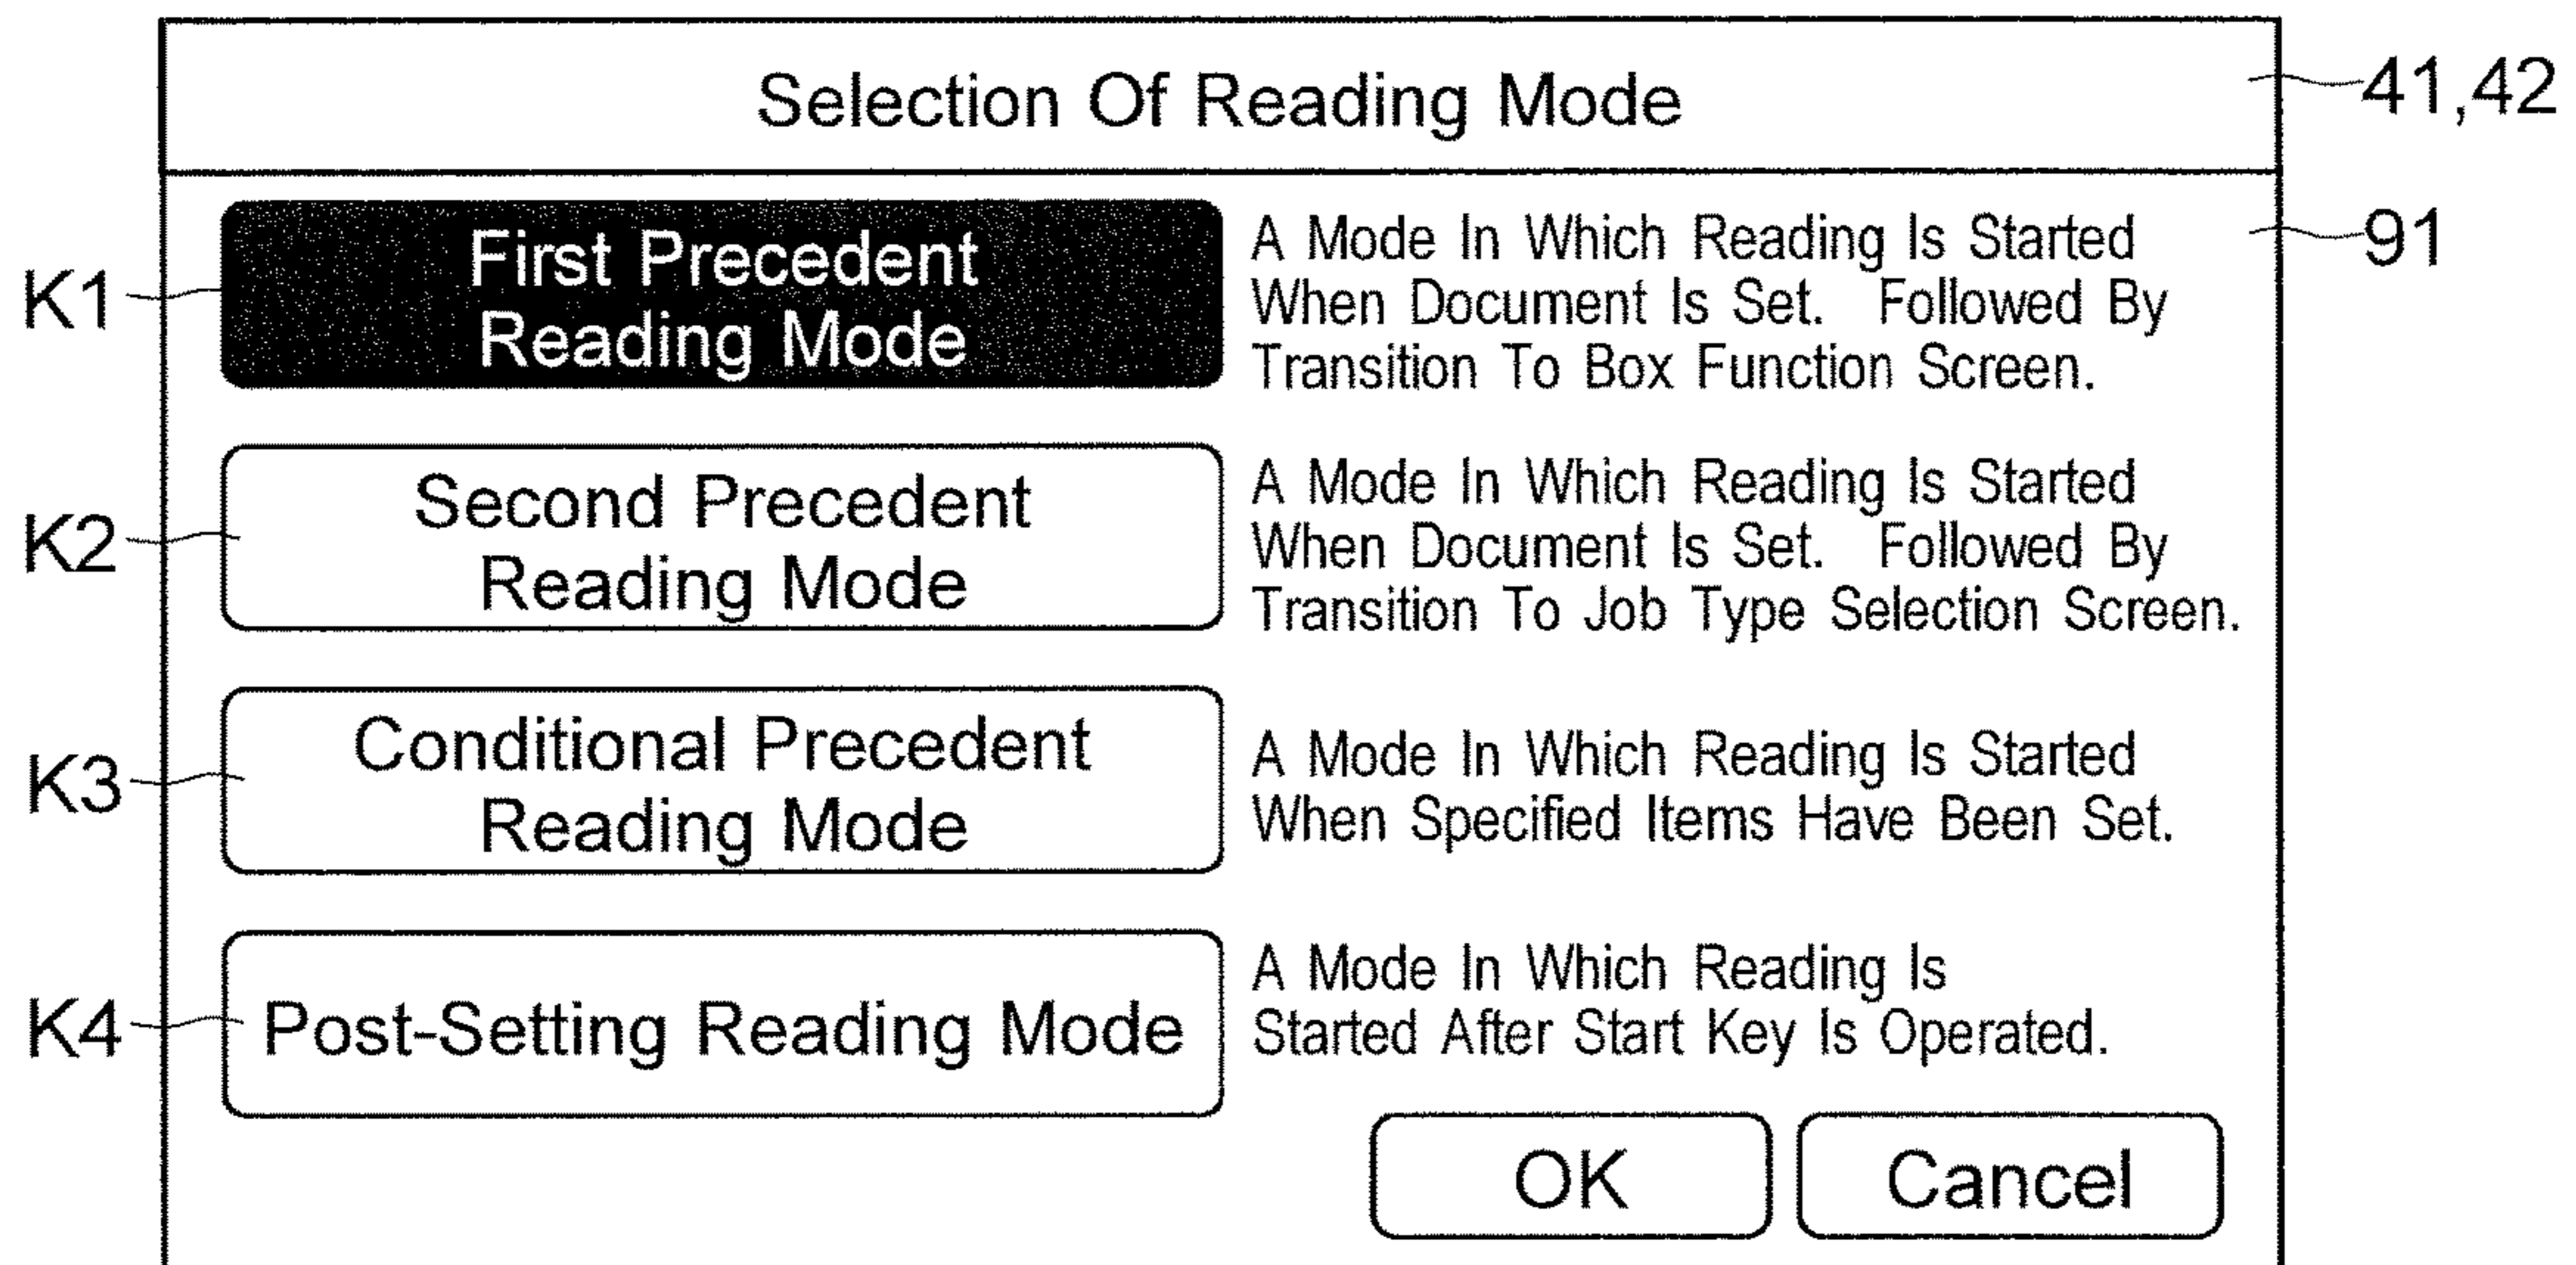 Selection Of Reading Mode
41,42
91
K1
First Precedent
Reading Mode
A Mode In Which Reading Is Started
When Document Is Set. Followed By
Transition To Box Function Screen.
K2
Second Precedent
Reading Mode
A Mode In Which Reading Is Started
When Document Is Set. Followed By
Transition To Job Type Selection Screen.
K3
Conditional Precedent
Reading Mode
A Mode In Which Reading Is Started
When Specified Items Have Been Set.
K4
Post-Setting Reading Mode
A Mode In Which Reading Is
Started After Start Key Is Operated.
OK
Cancel